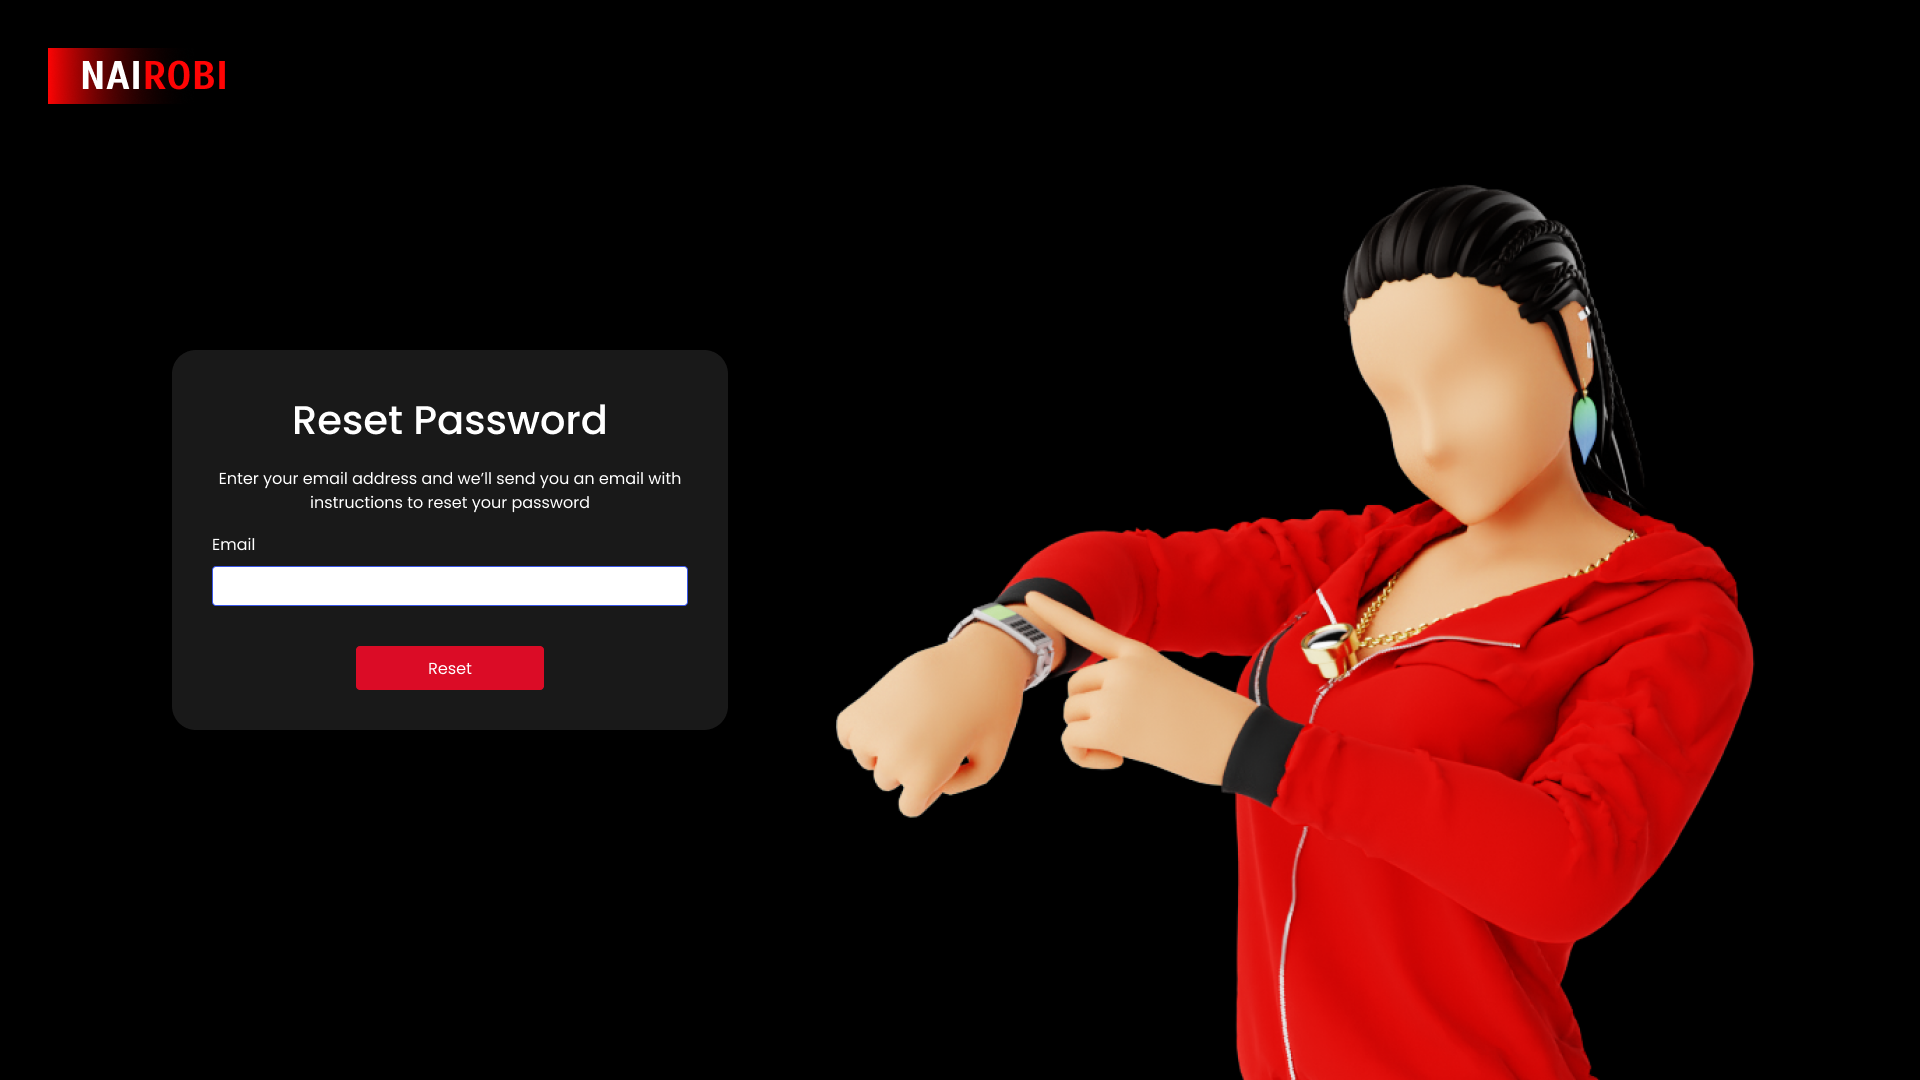 NAIROBI
Reset Password
Enter your email address and we’ll send you an email with
instructions to reset your password
Email
Reset